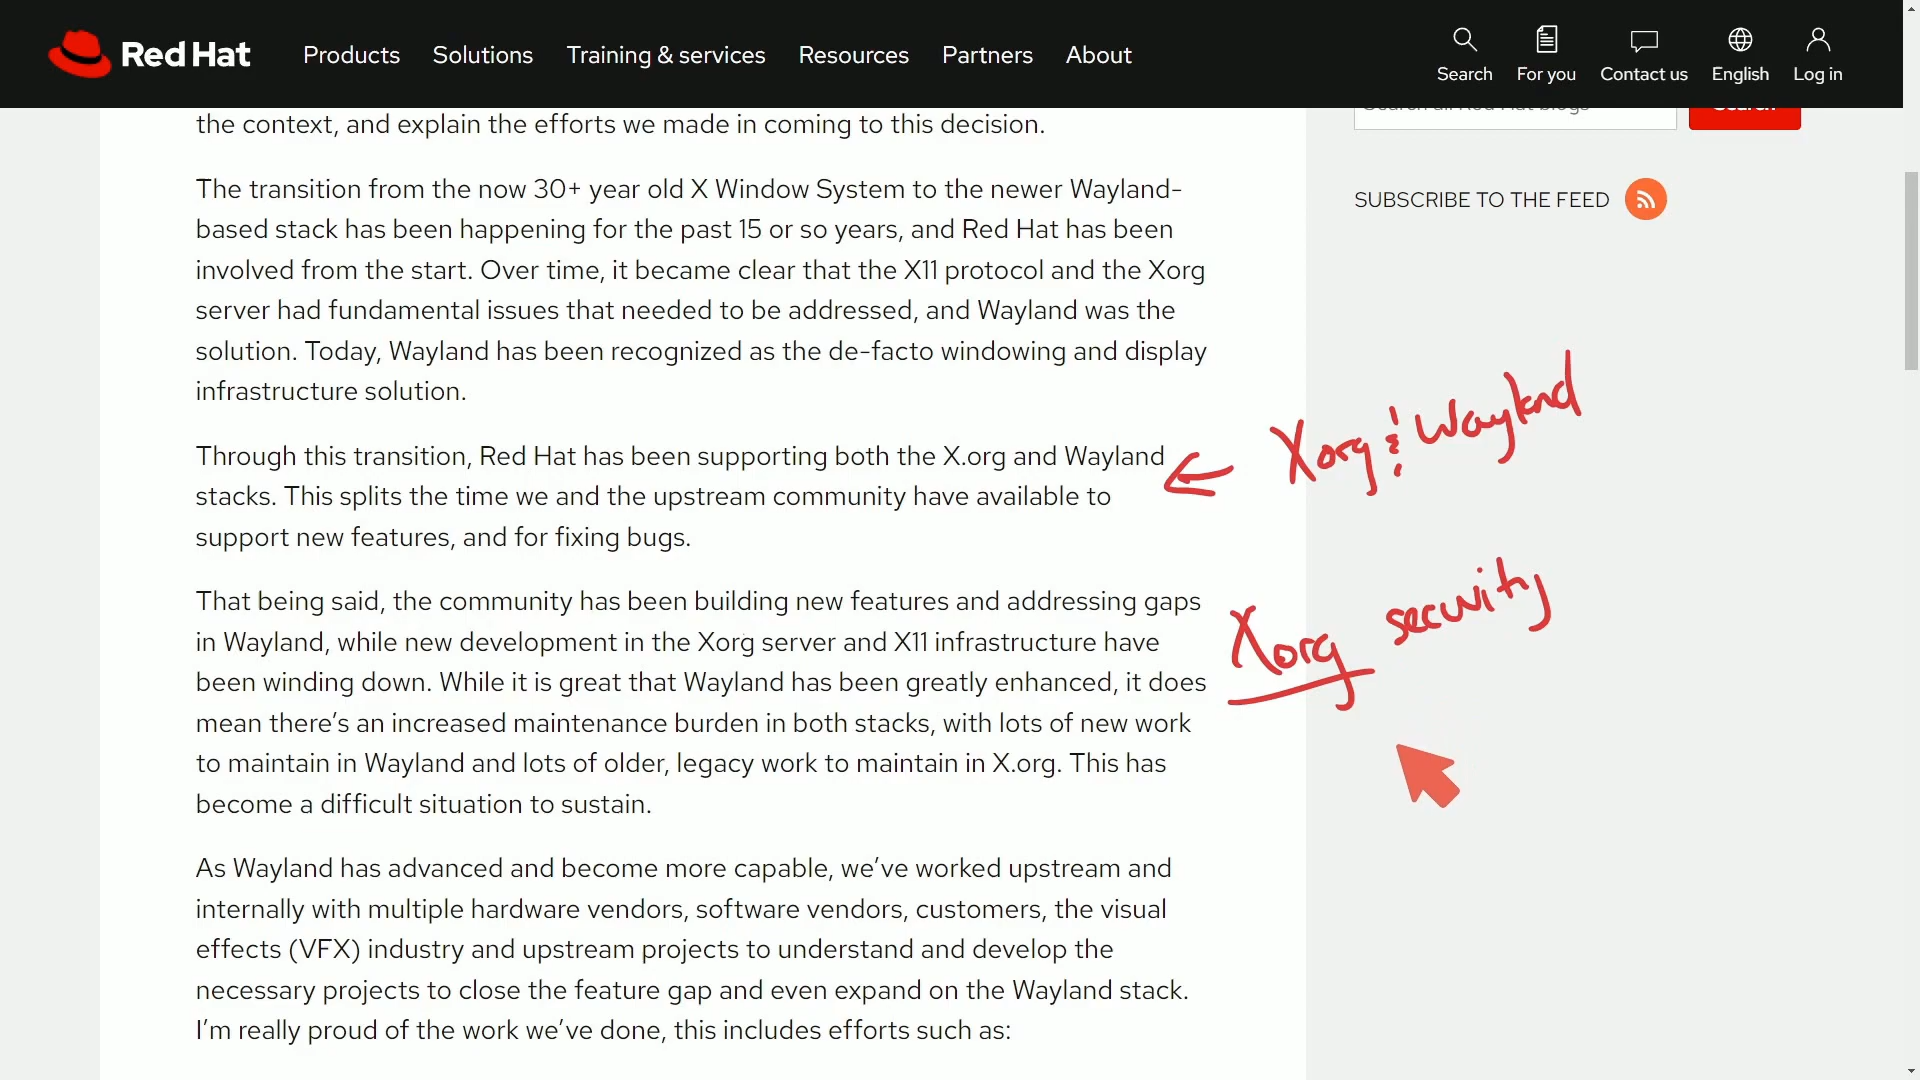 Red Hat
Products Solutions Training & services Resources Partners About
Search For you Contact us English Log in
the context, and explain the efforts we made in coming to this decision.
The transition from the now 30+ year old X Window System to the newer Wayland-
based stack has been happening for the past 15 or so years, and Red Hat has been
involved from the start. Over time, it became clear that the X11 protocol and the Xorg
server had fundamental issues that needed to be addressed, and Wayland was the
solution. Today, Wayland has been recognized as the de-facto windowing and display
infrastructure solution.
Through this transition, Red Hat has been supporting both the X.org and Wayland
stacks. This splits the time we and the upstream community have available to
support new features, and for fixing bugs.
That being said, the community has been building new features and addressing gaps
in Wayland, while new development in the Xorg server and X11 infrastructure have
been winding down. While it is great that Wayland has been greatly enhanced, it does
mean there’s an increased maintenance burden in both stacks, with lots of new work
to maintain in Wayland and lots of older, legacy work to maintain in X.org. This has
become a difficult situation to sustain.
As Wayland has advanced and become more capable, we’ve worked upstream and
internally with multiple hardware vendors, software vendors, customers, the visual
effects (VFX) industry and upstream projects to understand and develop the
necessary projects to close the feature gap and even expand on the Wayland stack.
I’m really proud of the work we’ve done, this includes efforts such as:
SUBSCRIBE TO THE FEED
Xorg & Wayland
Xorg security